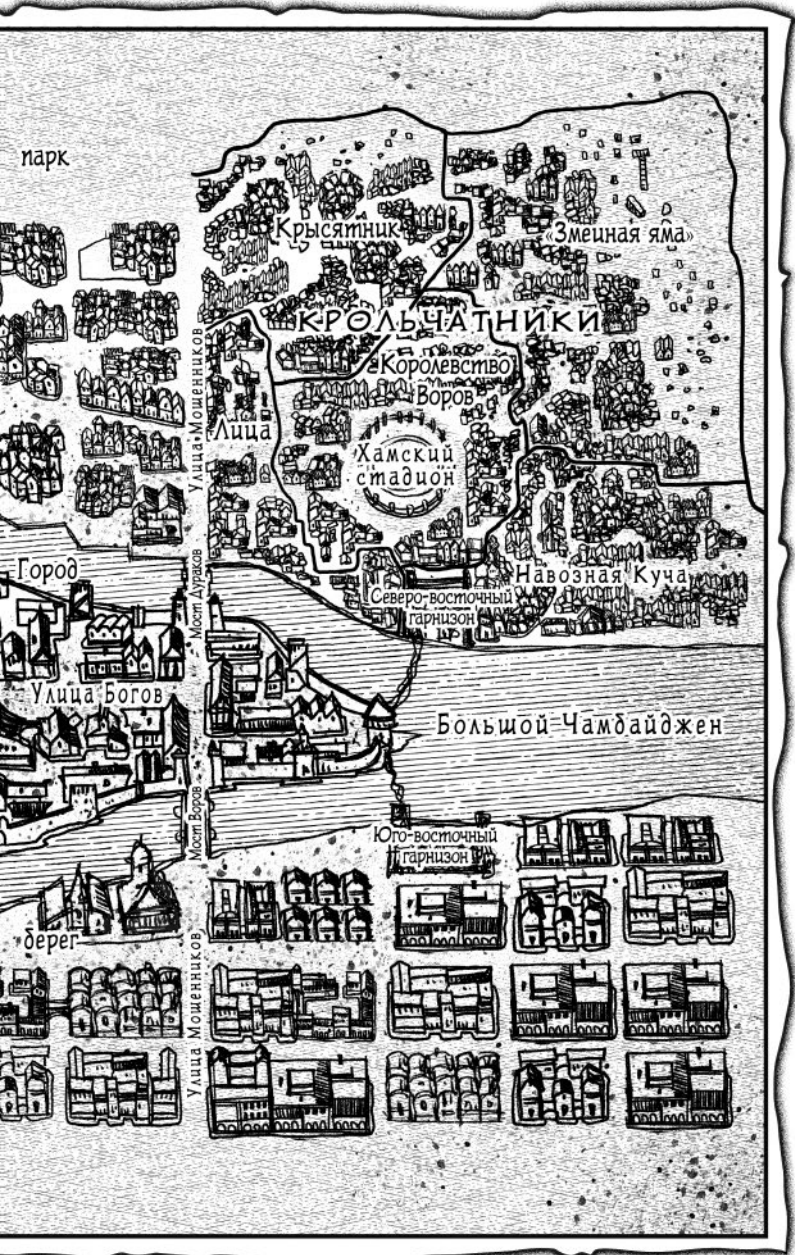 парк
Крысятник
«Змеиная яма»
КРОЛЬЧАТНИКИ
Улица Мошенников
Королевство
Воров
Лица
Хамский
стадион
Мост Дураков
Город
Навозная Куча
Северо-восточный
гарнизон
Улица Богов
Большой Чамбайджен
Мост Воров
Юго-восточный
гарнизон
берег
Улица Мошенников